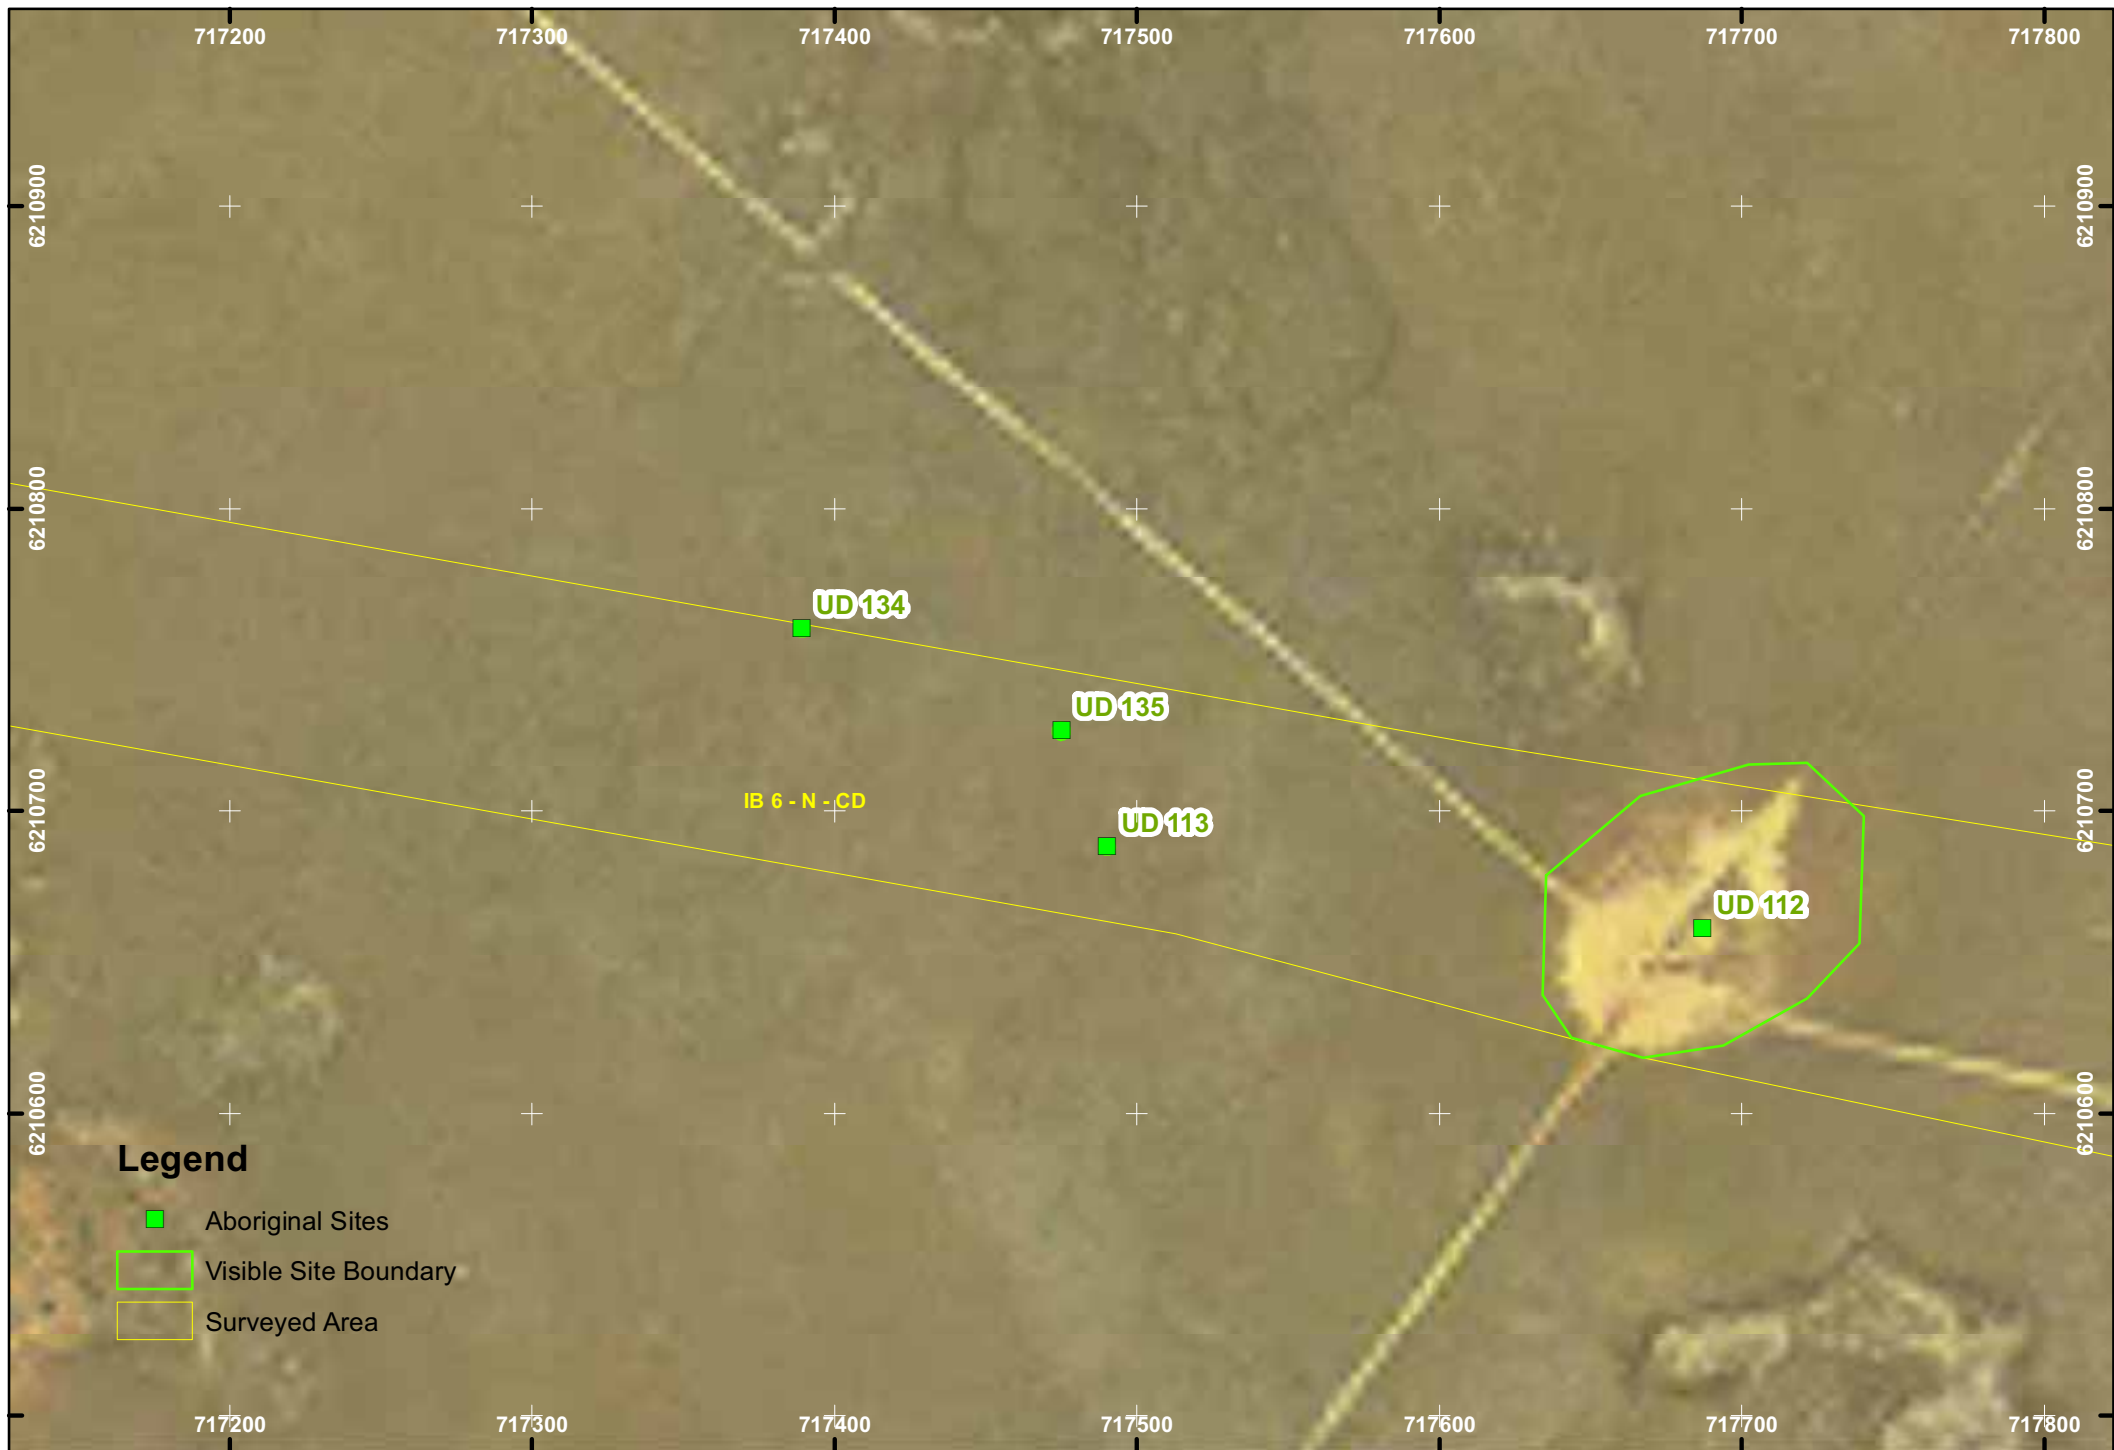 717200 717300 717400 717500 717600 717700 717800
6210900 6210900
6210800 6210800
UD 134
UD 135
IB 6 - N - CD
6210700 6210700
UD 113
UD 112
6210600 6210600
Legend
Aboriginal Sites
Visible Site Boundary
Surveyed Area
717200 717300 717400 717500 717600 717700 717800